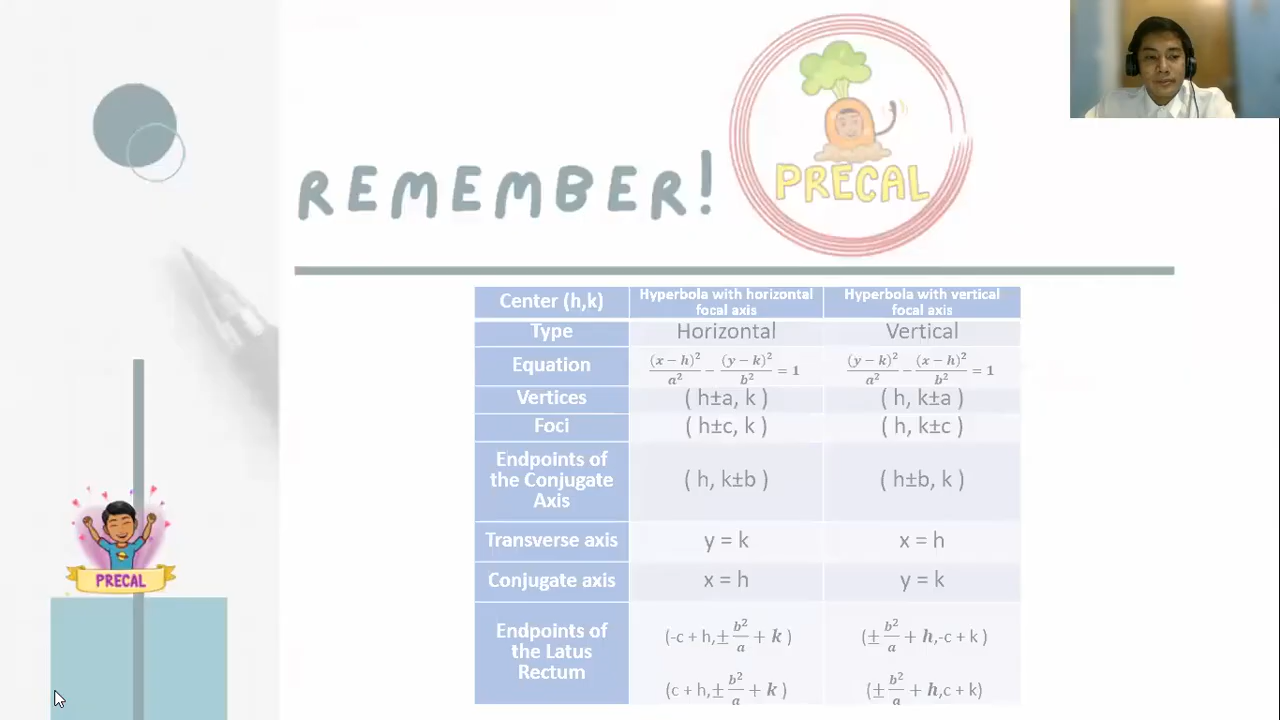 REMEMBER!
PRECAL
Center (h,k)
Hyperbola with horizontal
focal axis
Hyperbola with vertical
focal axis
Type
Horizontal
Vertical
Equation
(x − h)²/a² − (y − k)²/b² = 1
(y − k)²/a² − (x − h)²/b² = 1
Vertices
( h±a, k )
( h, k±a )
Foci
( h±c, k )
( h, k±c )
Endpoints of
the Conjugate
Axis
( h, k±b )
( h±b, k )
Transverse axis
y = k
x = h
Conjugate axis
x = h
y = k
Endpoints of
the Latus
Rectum
(-c + h,± b²/a + k )
(± b²/a + h,-c + k )
(c + h,± b²/a + k )
(± b²/a + h,c + k)
PRECAL